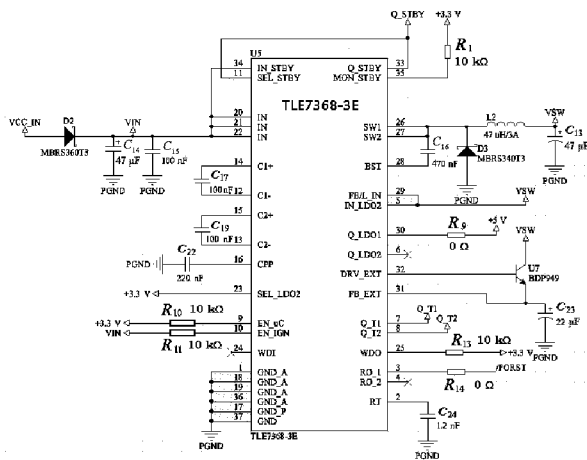 Q_STBY +3.3 V
R1
10 kΩ
U5
34 IN_STBY Q_STBY 33
11 SEL_STBY MON_STBY 35
TLE7368-3E
VCC_IN D2 VIN
MBRS360T3
C14
47 μF
C15
100 nF
20 IN
21 IN
22 IN
SW1 26
SW2 27
BST 28
C16
470 nF
L2
47 uH/3A
D3
MBRS340T3
VSW
C13
47 μF
PGND PGND
PGND PGND
14 C1+
C17
100 nF
12 C1-
15 C2+
C19
100 nF
13 C2-
FB/L_IN 29
IN_LDO2 5
VSW
Q_LDO1 30
R9
0 Ω
+5 V
Q_LDO2 6
VSW
PGND
C22
220 nF
16 CPP
DRV_EXT 32
U7
BDP949
+3.3 V 23 SEL_LDO2
FB_EXT 31
C23
22 μF
PGND
R10 10 kΩ
+3.3 V 9 EN_uC
VIN 10 EN_IGN
R11 10 kΩ
24 WDI
Q_T1 7
Q_T2 8
Q_T1
Q_T2
WDO 25
R13 10 kΩ
+3.3 V
RO_1 3
RO_2 4
/PORST
R14 0 Ω
1 GND_A
18 GND_A
19 GND_A
36 GND_A
17 GND_P
37 GND
RT 2
C24
1.2 nF
PGND
PGND
TLE7368-3E